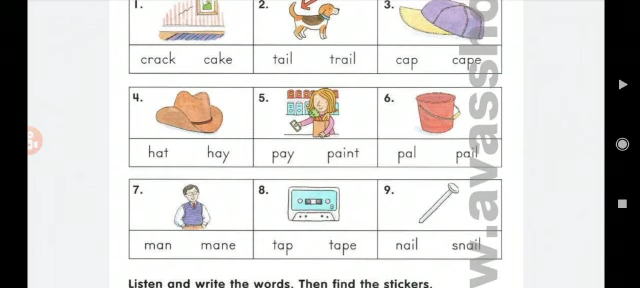 1. 2. 3.
crack cake tail trail cap cape
4. 5. 6.
hat hay pay paint pal pail
7. 8. 9.
man mane tap tape nail snail
Listen and write the words. Then find the stickers.
w.avassho